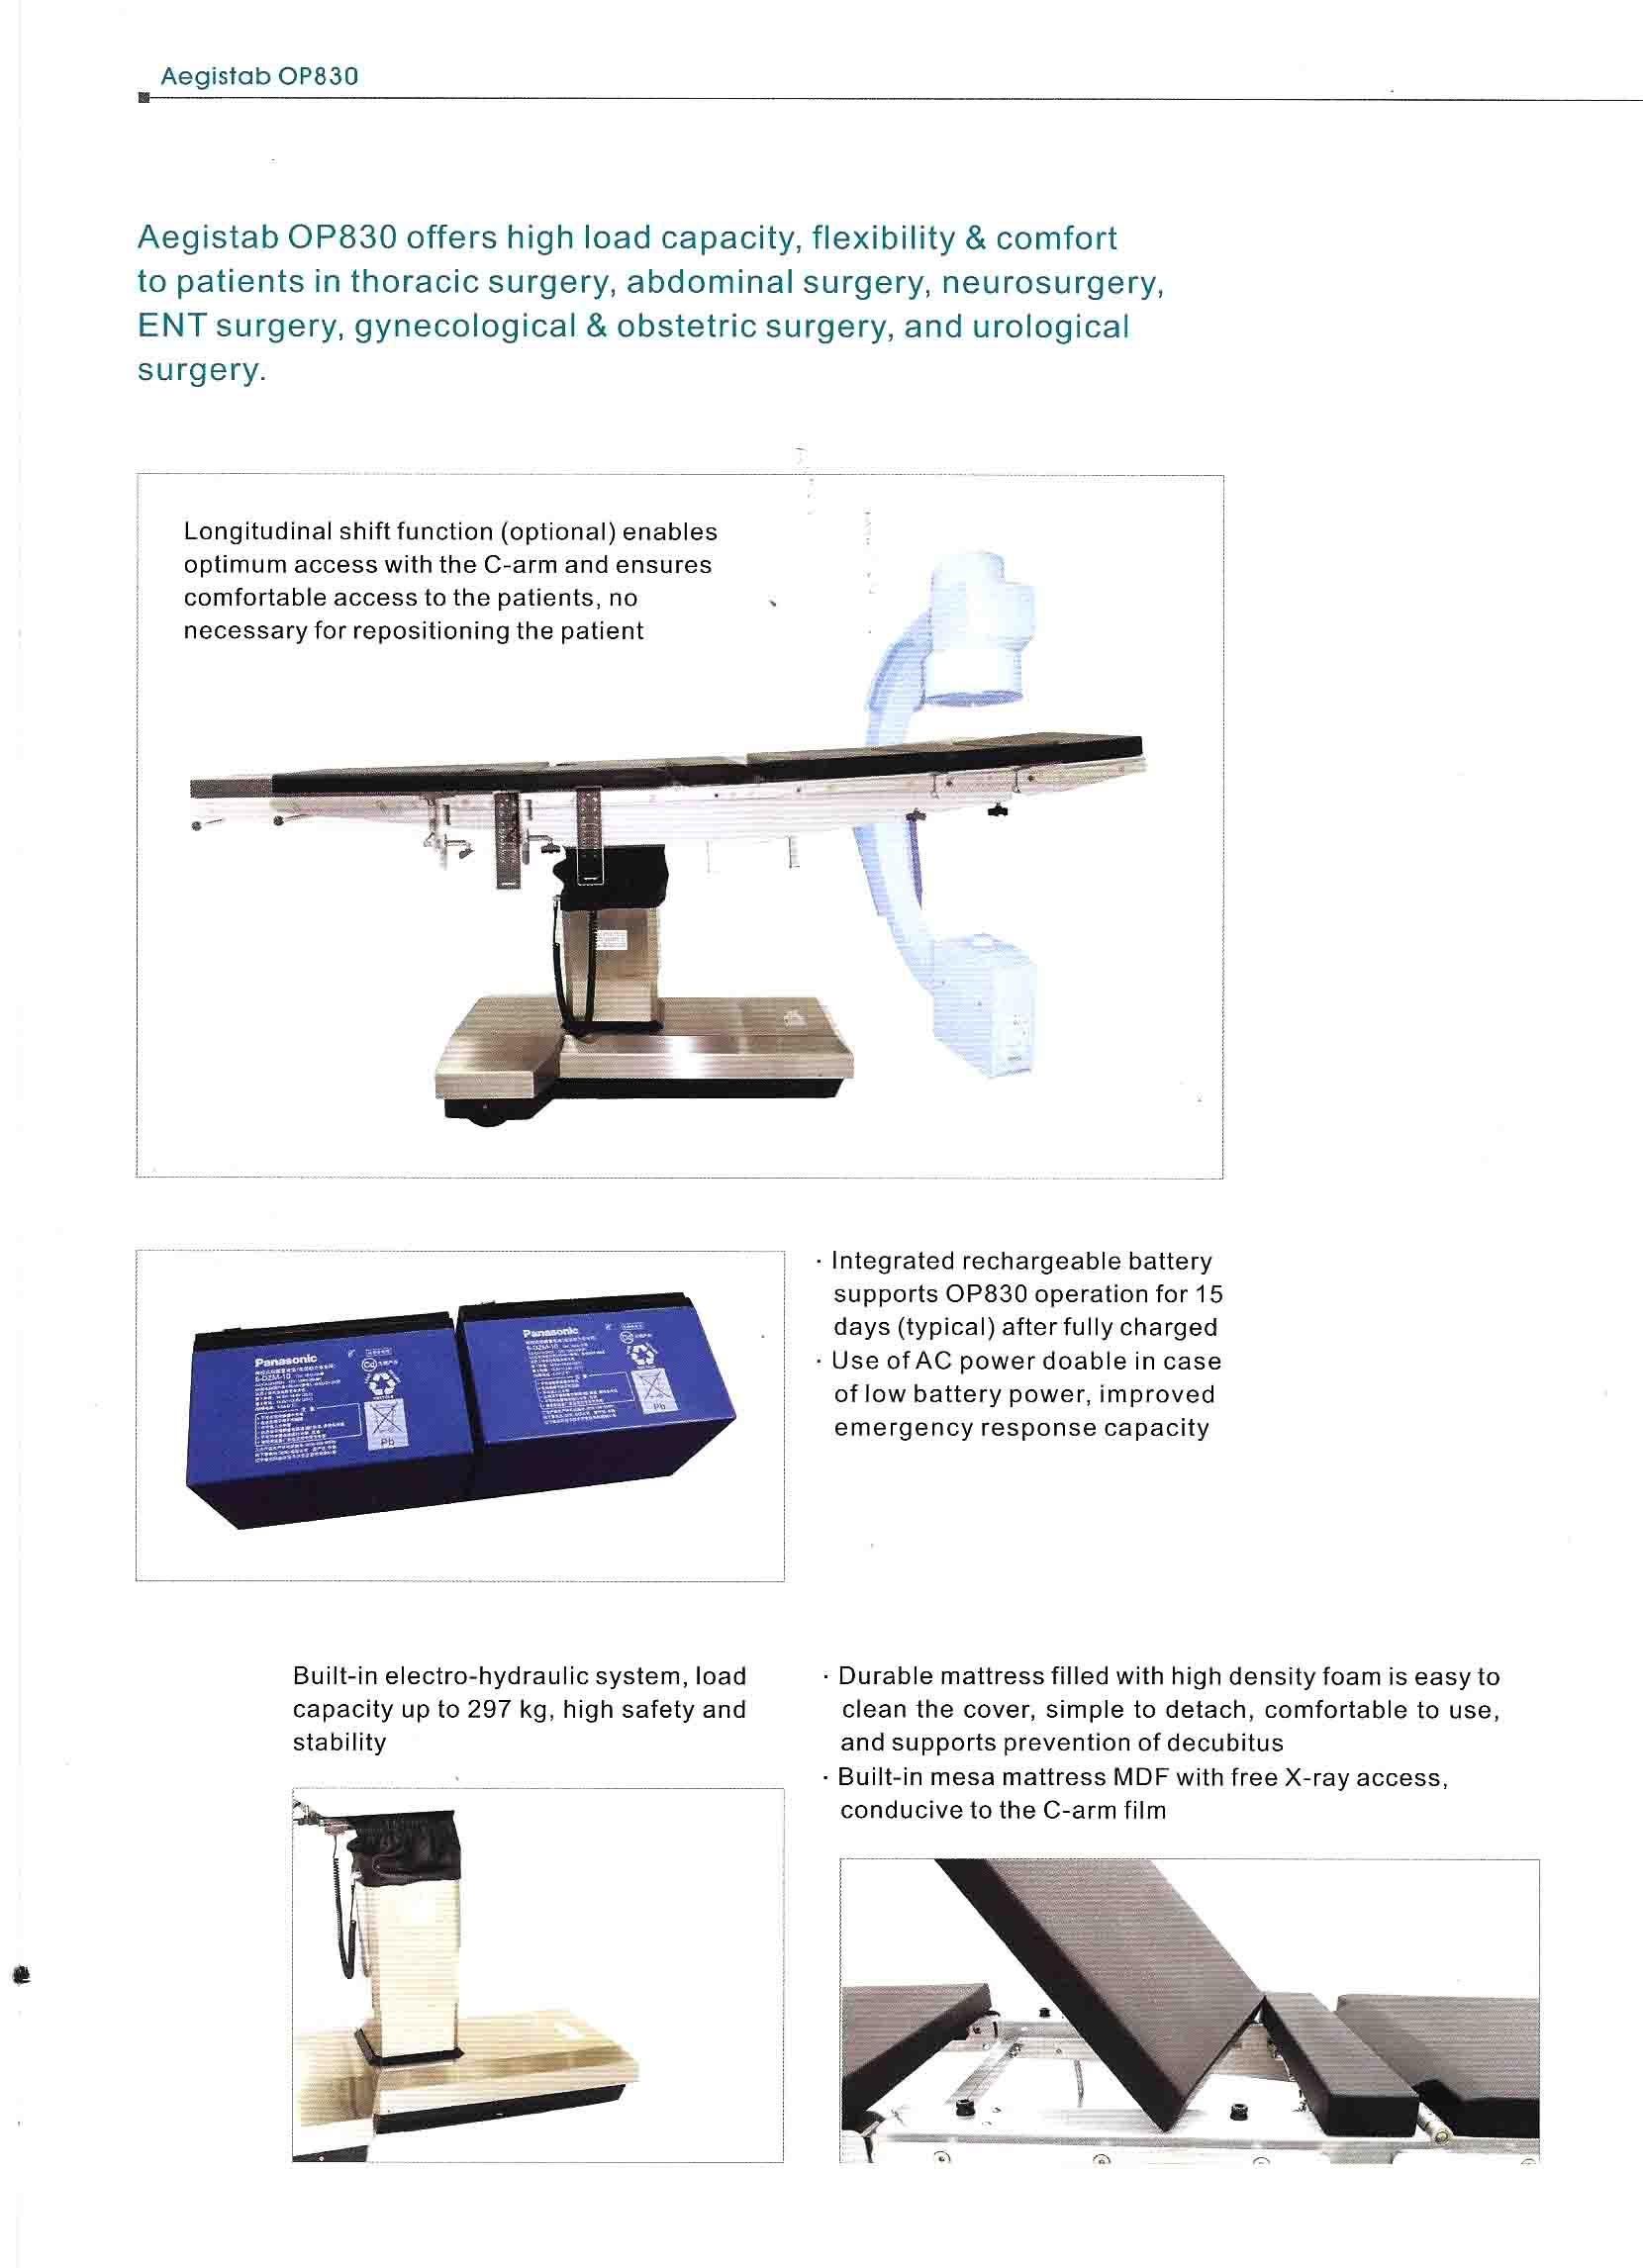 Aegistab OP830
Aegistab OP830 offers high load capacity, flexibility & comfort
to patients in thoracic surgery, abdominal surgery, neurosurgery,
ENT surgery, gynecological & obstetric surgery, and urological
surgery.
Longitudinal shift function (optional) enables
optimum access with the C-arm and ensures
comfortable access to the patients, no
necessary for repositioning the patient
· Integrated rechargeable battery
supports OP830 operation for 15
days (typical) after fully charged
· Use of AC power doable in case
of low battery power, improved
emergency response capacity
Panasonic
6-DZM-10
Pb
Panasonic
6-DZM-10
Pb
Built-in electro-hydraulic system, load
capacity up to 297 kg, high safety and
stability
· Durable mattress filled with high density foam is easy to
clean the cover, simple to detach, comfortable to use,
and supports prevention of decubitus
· Built-in mesa mattress MDF with free X-ray access,
conducive to the C-arm film